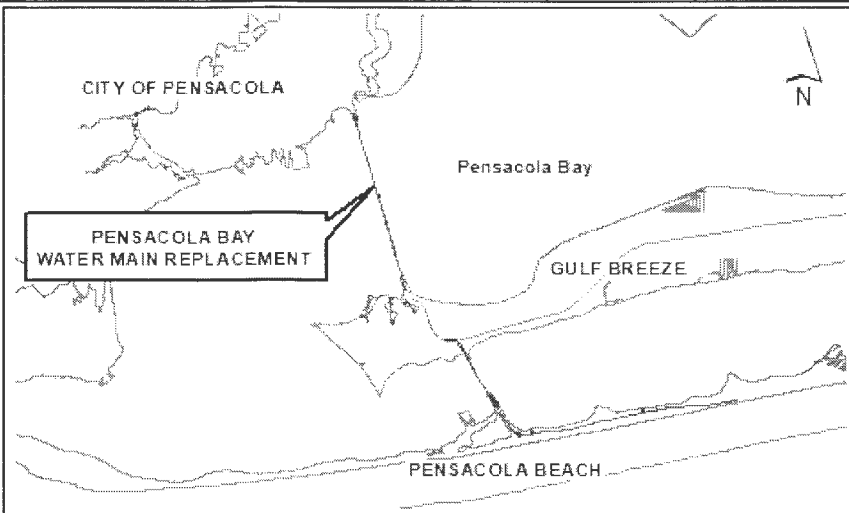 CITY OF PENSACOLA
N
Pensacola Bay
PENSACOLA BAY
WATER MAIN REPLACEMENT
GULF BREEZE
PENSACOLA BEACH